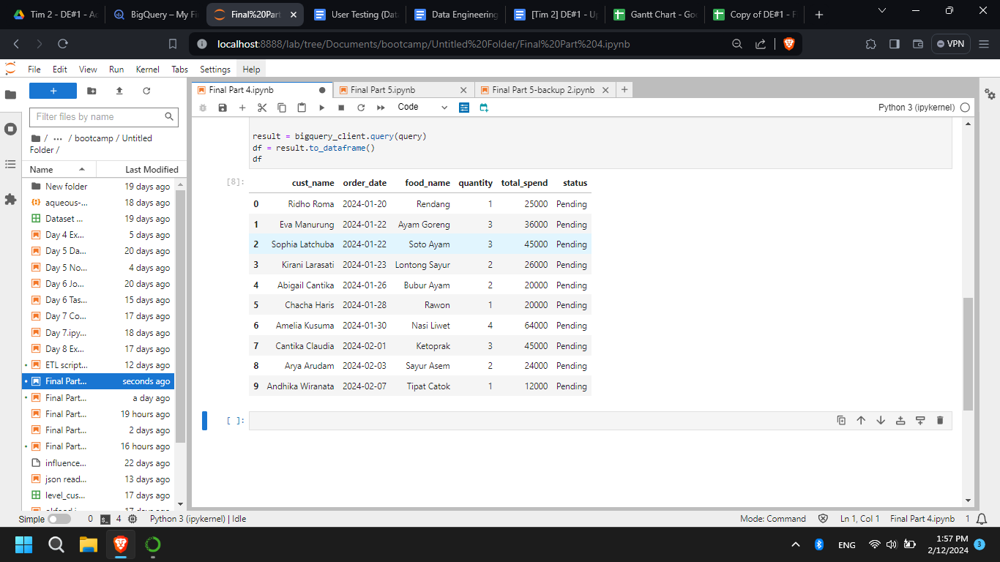 Tim 2 - DE#1 - Ac
BigQuery – My Fi
Final%20Part
User Testing (Dat
Data Engineering
[Tim 2] DE#1 - Up
Gantt Chart - Goo
Copy of DE#1 - F
localhost:8888/lab/tree/Documents/bootcamp/Untitled%20Folder/Final%20Part%204.ipynb
VPN
File Edit View Run Kernel Tabs Settings Help
Final Part 4.ipynb
Final Part 5.ipynb
Final Part 5-backup 2.ipynb
Code
Python 3 (ipykernel)
Filter files by name
/ ... / bootcamp / Untitled
Folder /
Name Last Modified
New folder 19 days ago
aqueous-... 18 days ago
Dataset ... 19 days ago
Day 4 Ex... 5 days ago
Day 5 Da... 20 days ago
Day 5 No... 4 days ago
Day 6 Jo... 20 days ago
Day 6 Tas... 15 days ago
Day 7 Co... 17 days ago
Day 7.ipy... 18 days ago
Day 8 Ex... 17 days ago
ETL script... 12 days ago
Final Part... seconds ago
Final Part... a day ago
Final Part... 19 hours ago
Final Part... 2 days ago
Final Part... 16 hours ago
influence... 22 days ago
json read... 13 days ago
level_cus... 17 days ago
result = bigquery_client.query(query)
df = result.to_dataframe()
df
[8]:
cust_name order_date food_name quantity total_spend status
0 Ridho Roma 2024-01-20 Rendang 1 25000 Pending
1 Eva Manurung 2024-01-22 Ayam Goreng 3 36000 Pending
2 Sophia Latchuba 2024-01-22 Soto Ayam 3 45000 Pending
3 Kirani Larasati 2024-01-23 Lontong Sayur 2 26000 Pending
4 Abigail Cantika 2024-01-26 Bubur Ayam 2 20000 Pending
5 Chacha Haris 2024-01-28 Rawon 1 20000 Pending
6 Amelia Kusuma 2024-01-30 Nasi Liwet 4 64000 Pending
7 Cantika Claudia 2024-02-01 Ketoprak 3 45000 Pending
8 Arya Arudam 2024-02-03 Sayur Asem 2 24000 Pending
9 Andhika Wiranata 2024-02-07 Tipat Catok 1 12000 Pending
[ ]:
Simple 0 4 Python 3 (ipykernel) | Idle
Mode: Command Ln 1, Col 1 Final Part 4.ipynb 1
ENG
1:57 PM
2/12/2024
3